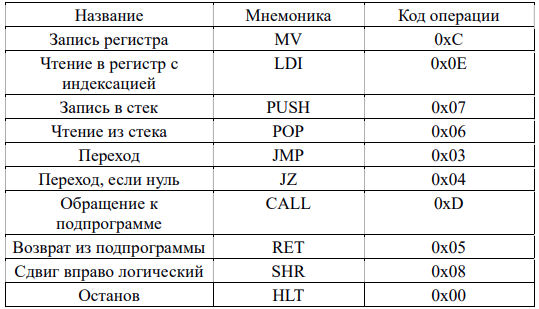 Название Мнемоника Код операции
Запись регистра MV 0xC
Чтение в регистр с LDI 0x0E
индексацией
Запись в стек PUSH 0x07
Чтение из стека POP 0x06
Переход JMP 0x03
Переход, если нуль JZ 0x04
Обращение к CALL 0xD
подпрограмме
Возврат из подпрограммы RET 0x05
Сдвиг вправо логический SHR 0x08
Останов HLT 0x00